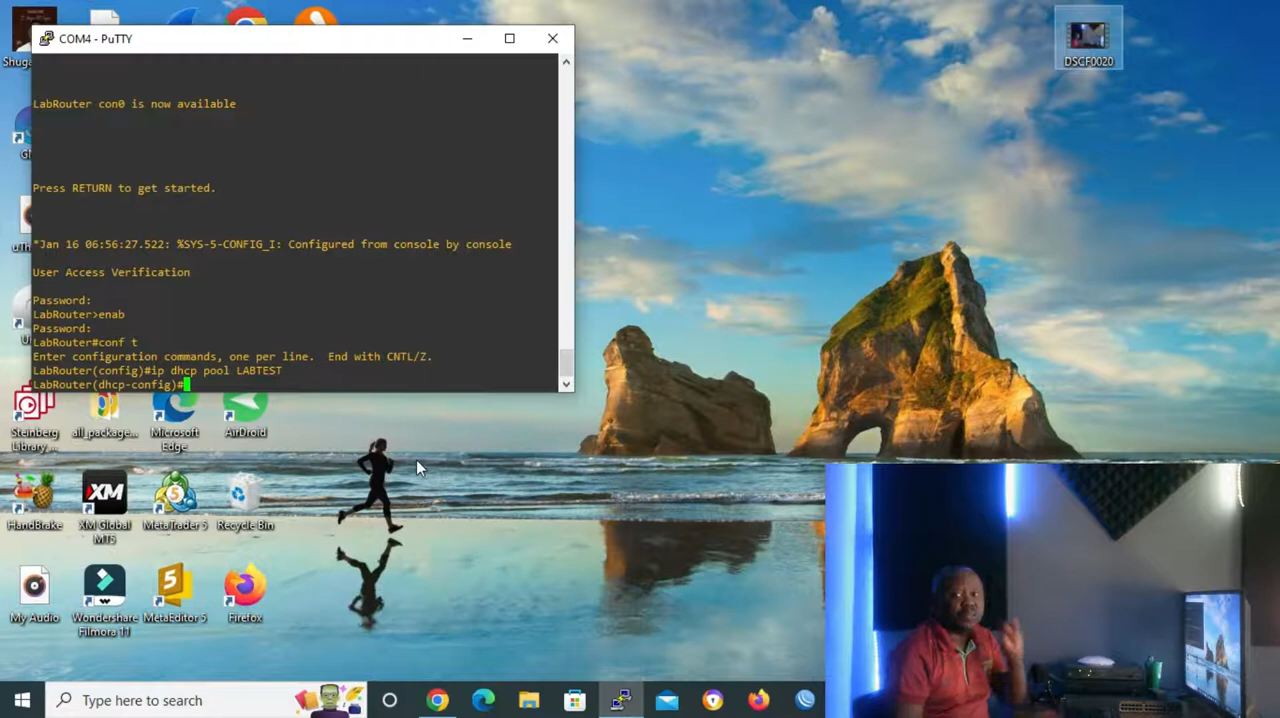 COM4 - PuTTY
LabRouter con0 is now available
Press RETURN to get started.
*Jan 16 06:56:27.522: %SYS-5-CONFIG_I: Configured from console by console
User Access Verification
Password:
LabRouter>enab
Password:
LabRouter#conf t
Enter configuration commands, one per line.  End with CNTL/Z.
LabRouter(config)#ip dhcp pool LABTEST
LabRouter(dhcp-config)#
DSCF0020
Steinberg Library...
all_package...
Microsoft Edge
AirDroid
HandBrake
XM
XM Global MT5
MetaTrader 5
Recycle Bin
My Audio
Wondershare Filmora 11
MetaEditor 5
Firefox
Type here to search